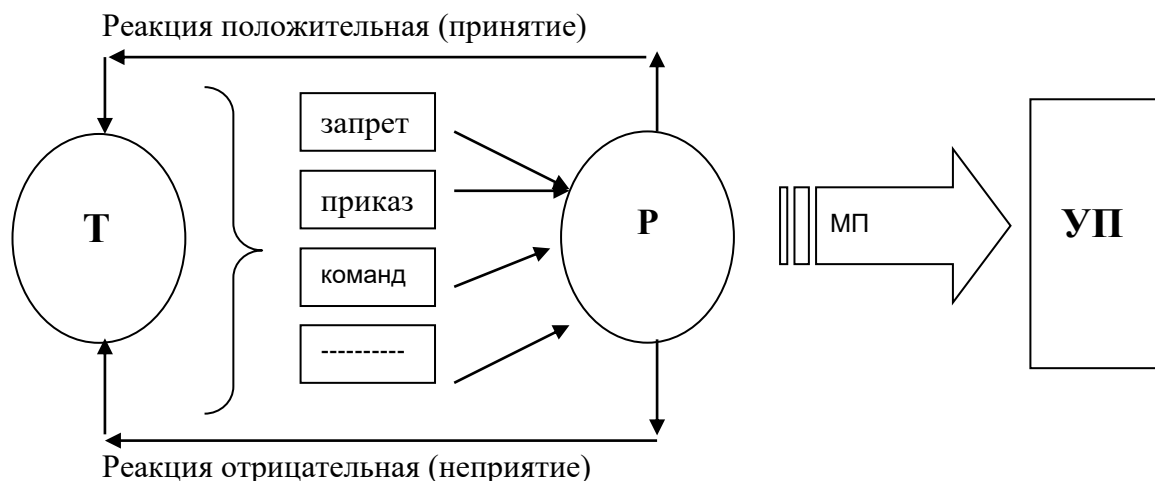 Реакция положительная (принятие)
запрет
приказ
команд
----------
Т
Р
МП
УП
Реакция отрицательная (неприятие)